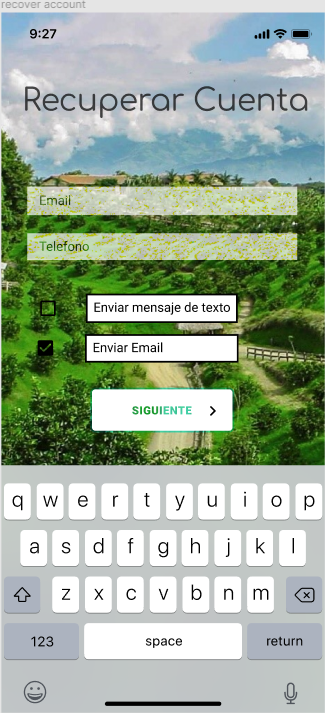 recover account
9:27
Recuperar Cuenta
Email
Telefono
Enviar mensaje de texto
Enviar Email
SIGUIENTE
q w e r t y u i o p
a s d f g h j k l
z x c v b n m
123 space return